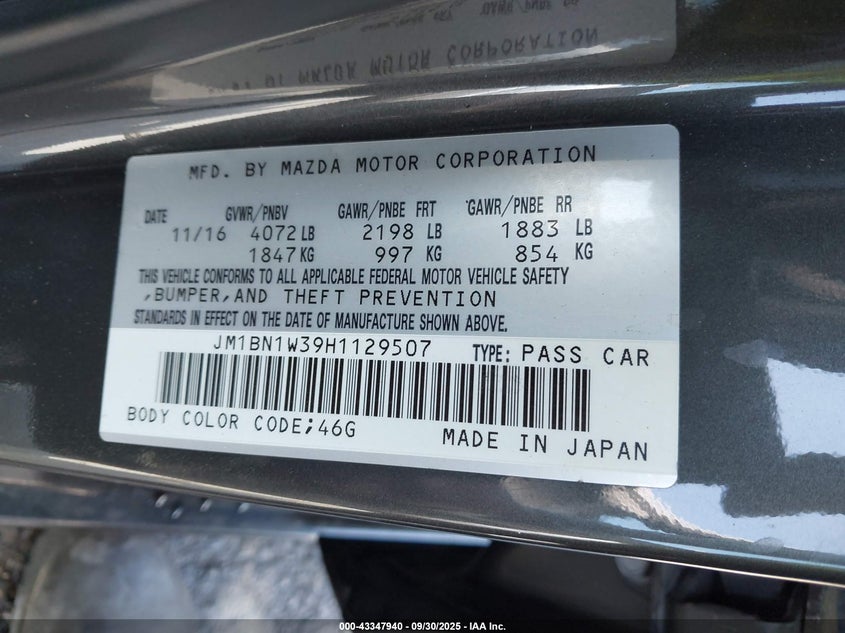 MFD. BY MAZDA MOTOR CORPORATION
DATE GVWR/PNBV GAWR/PNBE FRT GAWR/PNBE RR
11/16 4072 LB 2198 LB 1883 LB
1847 KG 997 KG 854 KG
THIS VEHICLE CONFORMS TO ALL APPLICABLE FEDERAL MOTOR VEHICLE SAFETY
,BUMPER,AND THEFT PREVENTION
STANDARDS IN EFFECT ON THE DATE OF MANUFACTURE SHOWN ABOVE.
JM1BN1W39H1129507 TYPE: PASS CAR
BODY COLOR CODE;46G MADE IN JAPAN
000-43347940 - 09/30/2025 - IAA Inc.